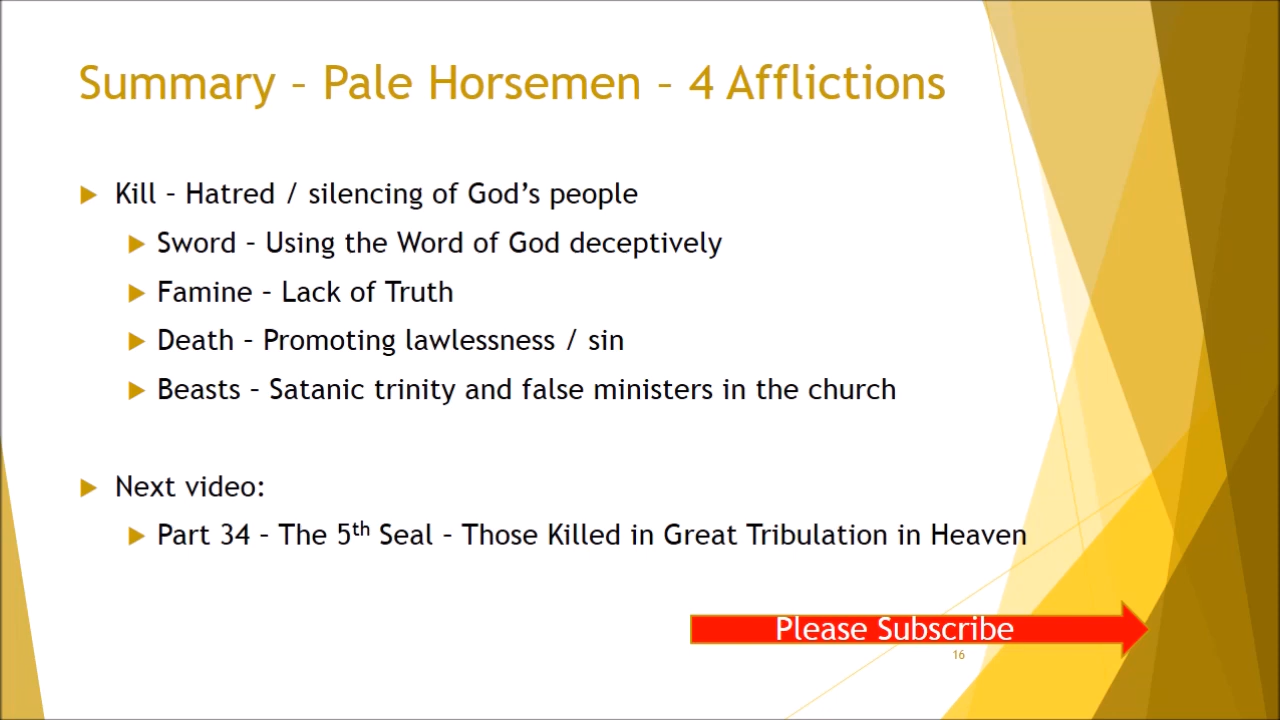 Summary – Pale Horsemen – 4 Afflictions
Kill – Hatred / silencing of God’s people
Sword – Using the Word of God deceptively
Famine – Lack of Truth
Death – Promoting lawlessness / sin
Beasts – Satanic trinity and false ministers in the church
Next video:
Part 34 – The 5th Seal – Those Killed in Great Tribulation in Heaven
Please Subscribe
16